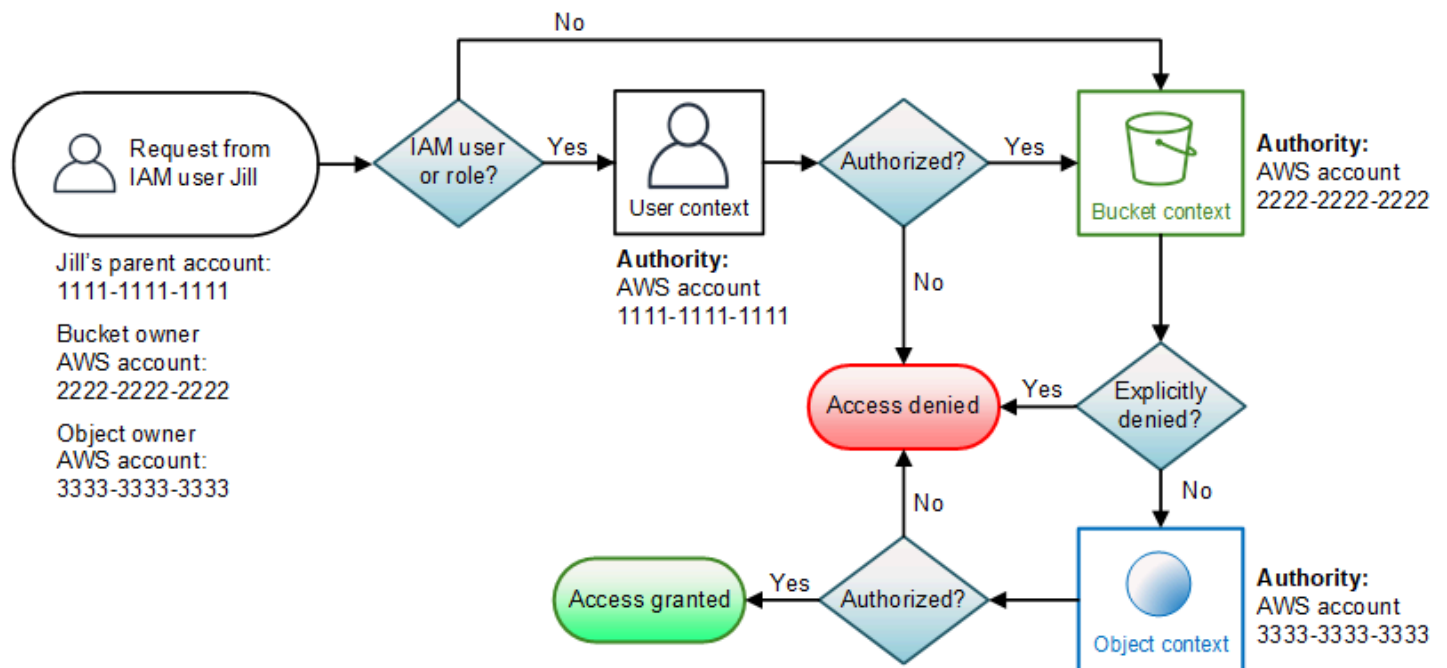 No
Request from
IAM user Jill
IAM user
or role?
Yes
User context
Authorized?
Yes
Bucket context
Authority:
AWS account
2222-2222-2222
Jill's parent account:
1111-1111-1111
Bucket owner
AWS account:
2222-2222-2222
Object owner
AWS account:
3333-3333-3333
Authority:
AWS account
1111-1111-1111
No
Access denied
Yes
Explicitly
denied?
No
No
Access granted
Yes
Authorized?
Object context
Authority:
AWS account
3333-3333-3333